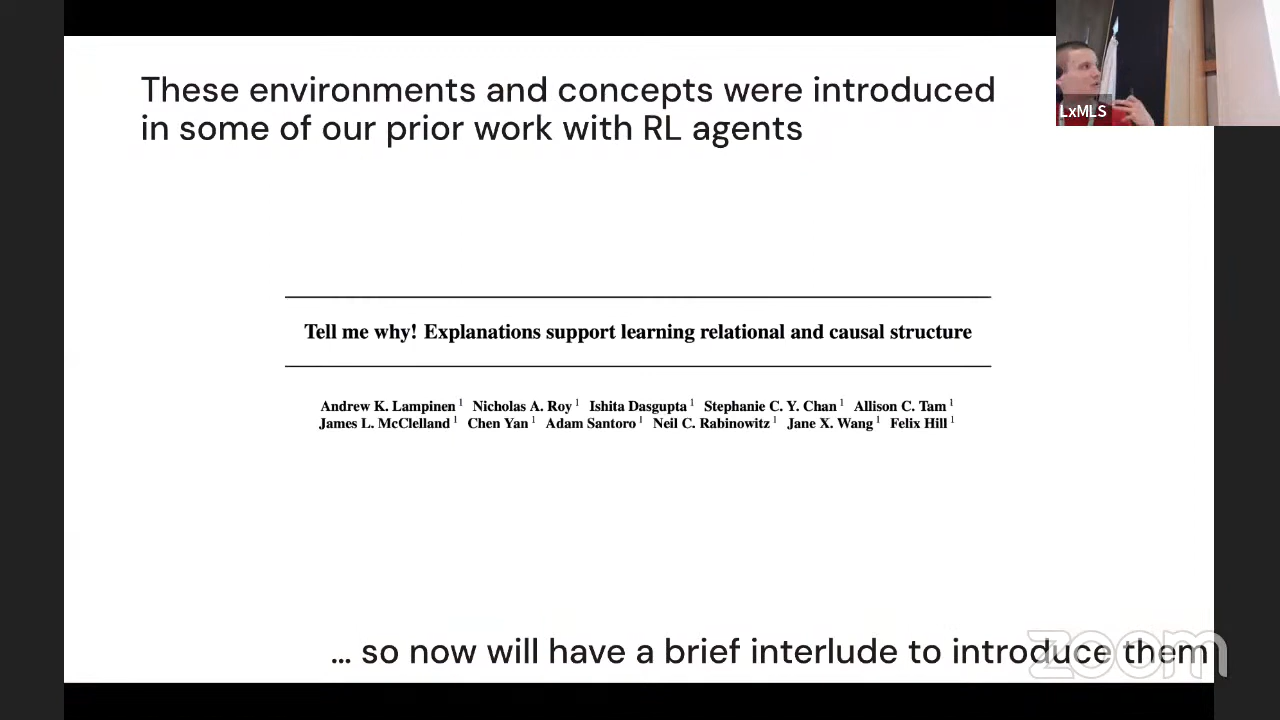 These environments and concepts were introduced
in some of our prior work with RL agents
LxMLS
Tell me why! Explanations support learning relational and causal structure
Andrew K. Lampinen 1 Nicholas A. Roy 1 Ishita Dasgupta 1 Stephanie C. Y. Chan 1 Allison C. Tam 1
James L. McClelland 1 Chen Yan 1 Adam Santoro 1 Neil C. Rabinowitz 1 Jane X. Wang 1 Felix Hill 1
... so now will have a brief interlude to introduce them
zoom